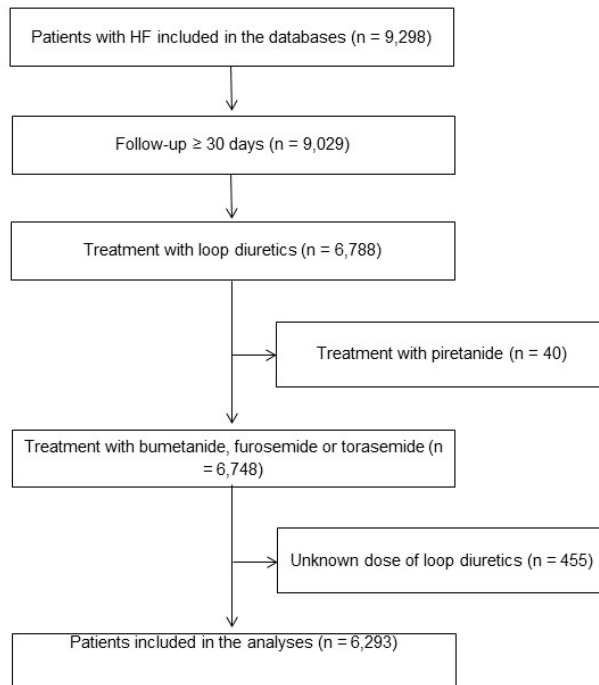 Patients with HF included in the databases (n = 9,298)
Follow-up ≥ 30 days (n = 9,029)
Treatment with loop diuretics (n = 6,788)
Treatment with piretanide (n = 40)
Treatment with bumetanide, furosemide or torasemide (n
= 6,748)
Unknown dose of loop diuretics (n = 455)
Patients included in the analyses (n = 6,293)